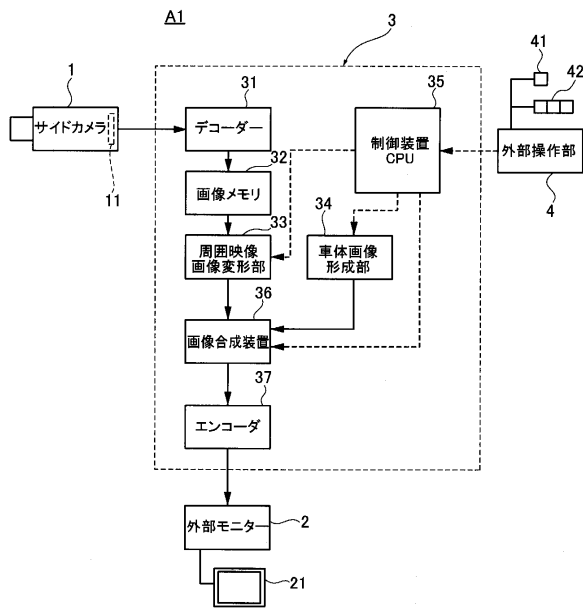 A1
3
1
サイドカメラ
11
31
デコーダー
32
画像メモリ
33
周囲映像
画像変形部
35
制御装置
CPU
34
車体画像
形成部
36
画像合成装置
37
エンコーダ
41
42
外部操作部
4
外部モニター
2
21